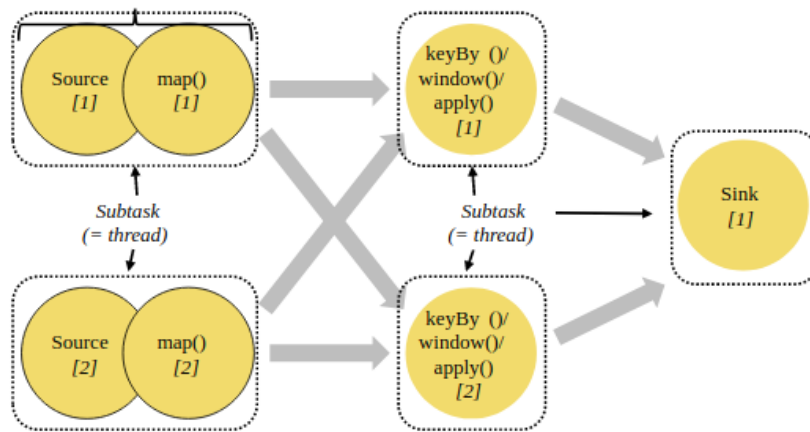 Source
[1]
map()
[1]
keyBy ()/
window()/
apply()
[1]
Subtask
(= thread)
Subtask
(= thread)
Sink
[1]
Source
[2]
map()
[2]
keyBy ()/
window()/
apply()
[2]